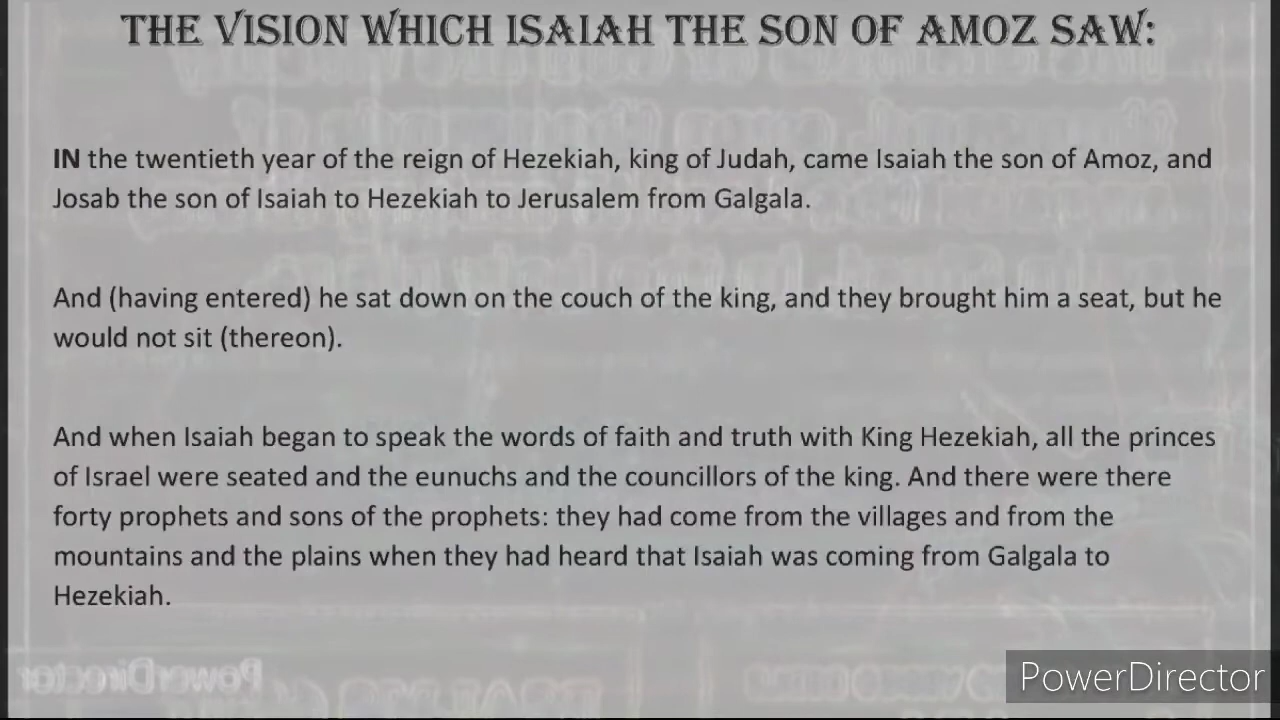 THE VISION WHICH ISAIAH THE SON OF AMOZ SAW:
IN the twentieth year of the reign of Hezekiah, king of Judah, came Isaiah the son of Amoz, and
Josab the son of Isaiah to Hezekiah to Jerusalem from Galgala.
And (having entered) he sat down on the couch of the king, and they brought him a seat, but he
would not sit (thereon).
And when Isaiah began to speak the words of faith and truth with King Hezekiah, all the princes
of Israel were seated and the eunuchs and the councillors of the king. And there were there
forty prophets and sons of the prophets: they had come from the villages and from the
mountains and the plains when they had heard that Isaiah was coming from Galgala to
Hezekiah.
PowerDirector
PowerDirector